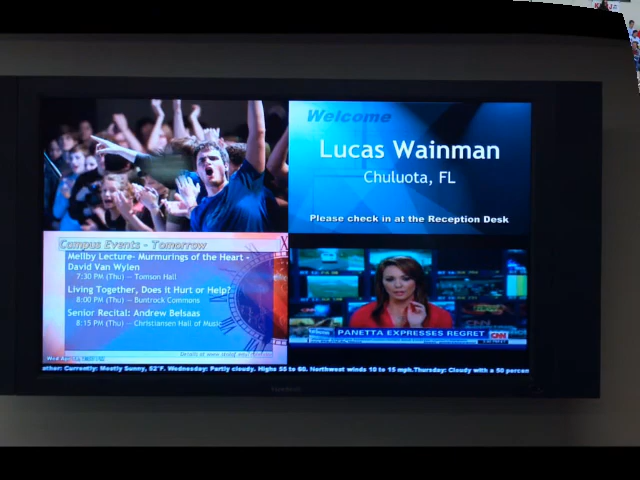 Welcome
Lucas Wainman
Chuluota, FL
Please check in at the Reception Desk
Campus Events - Tomorrow
Mellby Lecture- Murmurings of the Heart -
David Van Wylen
7:30 PM (Thu) — Tomson Hall
Living Together, Does it Hurt or Help?
8:00 PM (Thu) — Buntrock Commons
Senior Recital: Andrew Belsaas
8:15 PM (Thu) — Christiansen Hall of Music
PANETTA EXPRESSES REGRET
CNN
ather: Currently: Mostly Sunny, 52°F. Wednesday: Partly cloudy. Highs 55 to 60. Northwest winds 10 to 15 mph.Thursday: Cloudy with a 50 percen